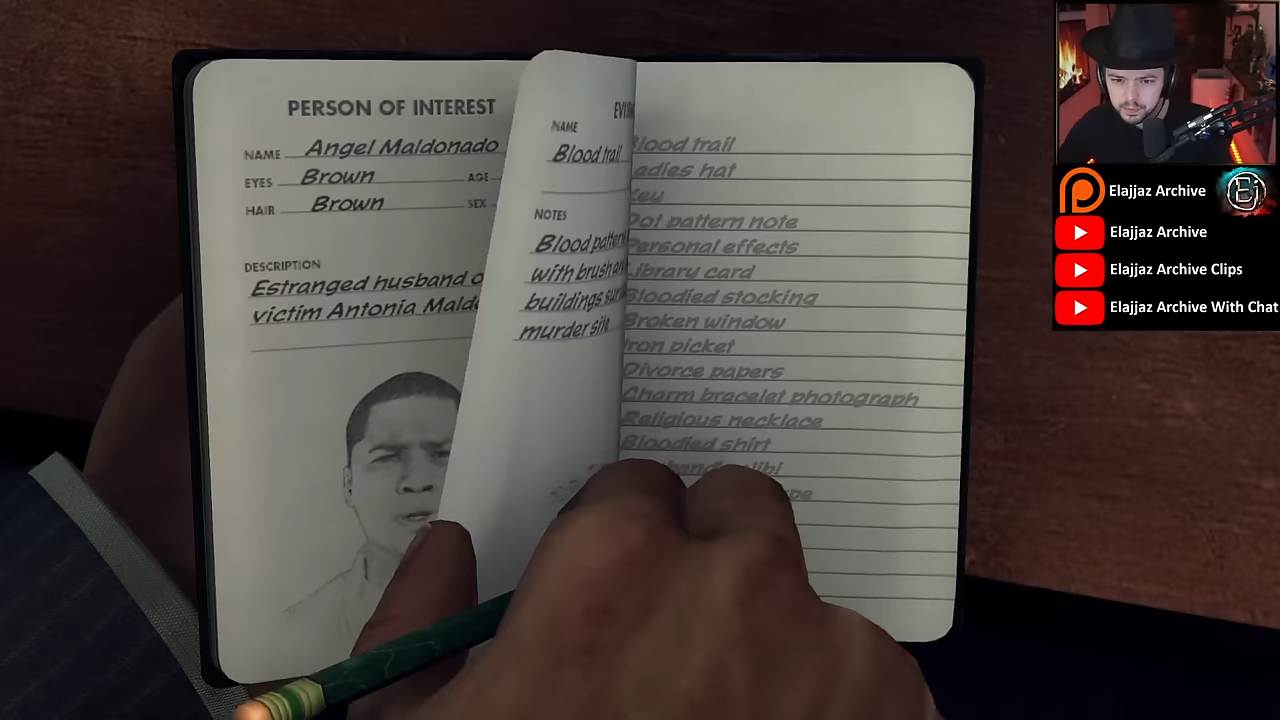 PERSON OF INTEREST
NAME Angel Maldonado
EYES Brown AGE
HAIR Brown SEX
DESCRIPTION
Estranged husband o
victim Antonia Mald
NAME
Blood trail
NOTES
Blood pattern
with brush
buildings
murder site
Blood trail
Ladies hat
Key
Dot pattern note
Personal effects
Library card
Bloodied stocking
Broken window
Iron picket
Divorce papers
Charm bracelet photograph
Religious necklace
Bloodied shirt
Elajjaz Archive
Ej
Elajjaz Archive
Elajjaz Archive Clips
Elajjaz Archive With Chat